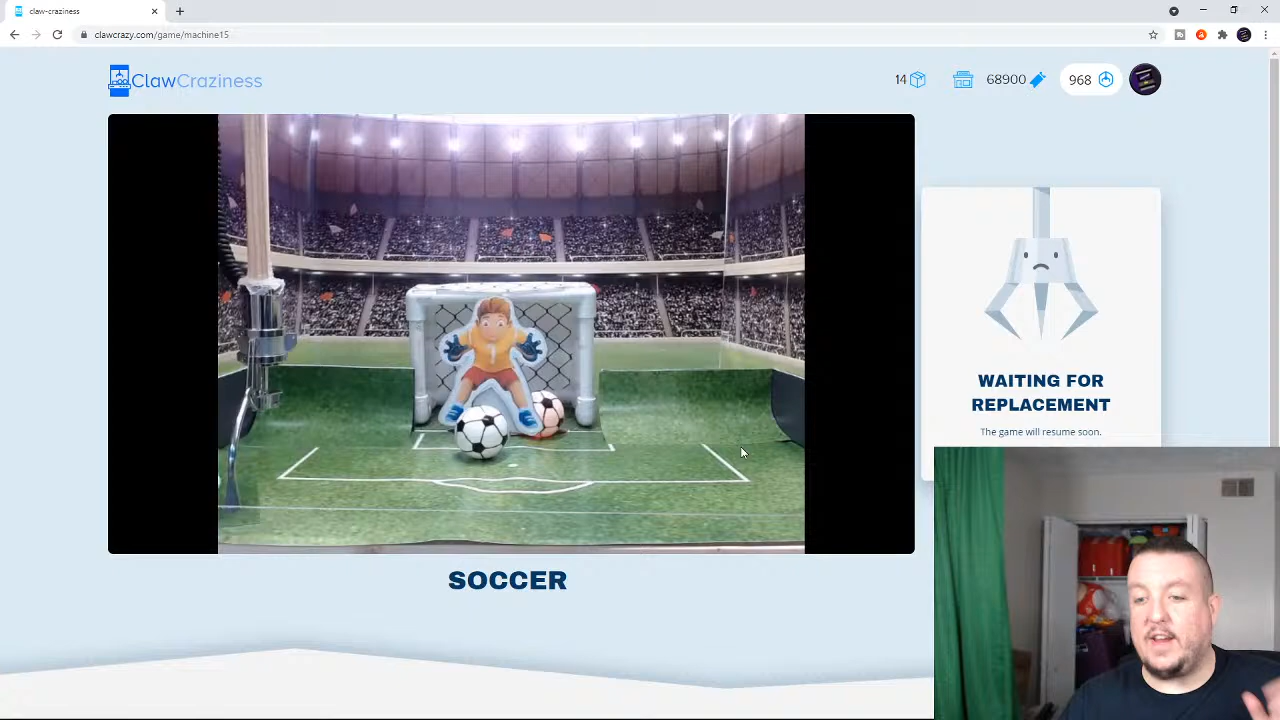 claw-craziness
clawcrazy.com/game/machine15
ClawCraziness
14
68900
968
WAITING FOR
REPLACEMENT
The game will resume soon.
SOCCER